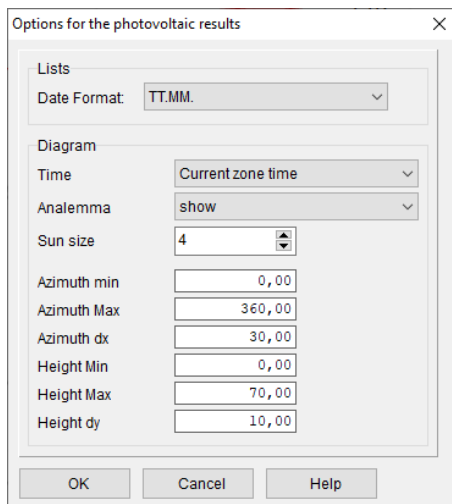 Options for the photovoltaic results
Lists
Date Format: TT.MM.
Diagram
Time Current zone time
Analemma show
Sun size 4
Azimuth min 0,00
Azimuth Max 360,00
Azimuth dx 30,00
Height Min 0,00
Height Max 70,00
Height dy 10,00
OK Cancel Help